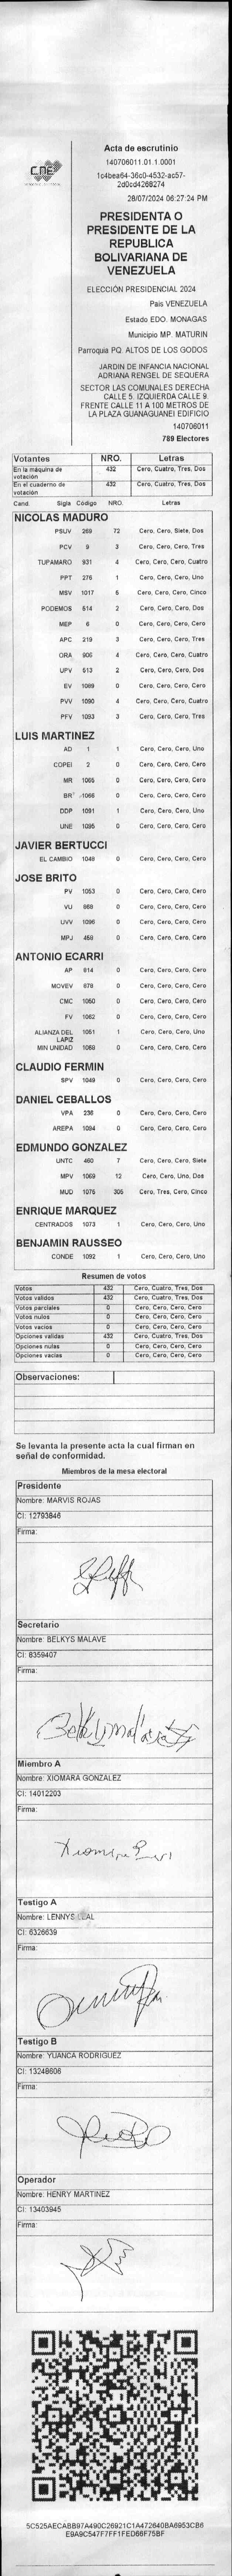 CNE
Acta de escrutinio
140706011.01.1.0001
1c4bea64-36c0-4532-ac57-
2d0cd4268274
28/07/2024 06:27:24 PM
PRESIDENTA O
PRESIDENTE DE LA
REPUBLICA
BOLIVARIANA DE
VENEZUELA
ELECCIÓN PRESIDENCIAL 2024
Pais VENEZUELA
Estado EDO. MONAGAS
Municipio MP. MATURIN
Parroquia PQ. ALTOS DE LOS GODOS
JARDIN DE INFANCIA NACIONAL
ADRIANA RENGEL DE SEQUERA
SECTOR LAS COMUNALES DERECHA
CALLE 5. IZQUIERDA CALLE 9.
FRENTE CALLE 11 A 100 METROS DE
LA PLAZA GUANAGUANEI EDIFICIO
140706011
789 Electores
Votantes NRO. Letras
En la máquina de votación 432 Cero, Cuatro, Tres, Dos
En el cuaderno de votación 432 Cero, Cuatro, Tres, Dos
Cand. Sigla Código NRO. Letras
NICOLAS MADURO
PSUV 269 72 Cero, Cero, Siete, Dos
PCV 9 3 Cero, Cero, Cero, Tres
TUPAMARO 931 4 Cero, Cero, Cero, Cuatro
PPT 276 1 Cero, Cero, Cero, Uno
MSV 1017 5 Cero, Cero, Cero, Cinco
PODEMOS 514 2 Cero, Cero, Cero, Dos
MEP 6 0 Cero, Cero, Cero, Cero
APC 219 3 Cero, Cero, Cero, Tres
ORA 906 4 Cero, Cero, Cero, Cuatro
UPV 513 2 Cero, Cero, Cero, Dos
EV 1089 0 Cero, Cero, Cero, Cero
PVV 1090 4 Cero, Cero, Cero, Cuatro
PFV 1093 3 Cero, Cero, Cero, Tres
LUIS MARTINEZ
AD 1 1 Cero, Cero, Cero, Uno
COPEI 2 0 Cero, Cero, Cero, Cero
MR 1065 0 Cero, Cero, Cero, Cero
BR 1066 0 Cero, Cero, Cero, Cero
DDP 1091 1 Cero, Cero, Cero, Uno
UNE 1095 0 Cero, Cero, Cero, Cero
JAVIER BERTUCCI
EL CAMBIO 1048 0 Cero, Cero, Cero, Cero
JOSE BRITO
PV 1053 0 Cero, Cero, Cero, Cero
VU 668 0 Cero, Cero, Cero, Cero
UVV 1096 0 Cero, Cero, Cero, Cero
MPJ 458 0 Cero, Cero, Cero, Cero
ANTONIO ECARRI
AP 614 0 Cero, Cero, Cero, Cero
MOVEV 678 0 Cero, Cero, Cero, Cero
CMC 1050 0 Cero, Cero, Cero, Cero
FV 1062 0 Cero, Cero, Cero, Cero
ALIANZA DEL LAPIZ 1051 1 Cero, Cero, Cero, Uno
MIN UNIDAD 1068 0 Cero, Cero, Cero, Cero
CLAUDIO FERMIN
SPV 1049 0 Cero, Cero, Cero, Cero
DANIEL CEBALLOS
VPA 236 0 Cero, Cero, Cero, Cero
AREPA 1094 0 Cero, Cero, Cero, Cero
EDMUNDO GONZALEZ
UNTC 460 7 Cero, Cero, Cero, Siete
MPV 1069 12 Cero, Cero, Uno, Dos
MUD 1075 305 Cero, Tres, Cero, Cinco
ENRIQUE MARQUEZ
CENTRADOS 1073 1 Cero, Cero, Cero, Uno
BENJAMIN RAUSSEO
CONDE 1092 1 Cero, Cero, Cero, Uno
Resumen de votos
Votos 432 Cero, Cuatro, Tres, Dos
Votos validos 432 Cero, Cuatro, Tres, Dos
Votos parciales 0 Cero, Cero, Cero, Cero
Votos nulos 0 Cero, Cero, Cero, Cero
Votos vacios 0 Cero, Cero, Cero, Cero
Opciones validas 432 Cero, Cuatro, Tres, Dos
Opciones nulas 0 Cero, Cero, Cero, Cero
Opciones vacias 0 Cero, Cero, Cero, Cero
Observaciones:
Se levanta la presente acta la cual firman en
señal de conformidad.
Miembros de la mesa electoral
Presidente
Nombre: MARVIS ROJAS
CI: 12793846
Firma:
Secretario
Nombre: BELKYS MALAVE
CI: 8359407
Firma:
Miembro A
Nombre: XIOMARA GONZALEZ
CI: 14012203
Firma:
Testigo A
Nombre: LENNYS LEAL
CI: 6326639
Firma:
Testigo B
Nombre: YUANCA RODRIGUEZ
CI: 13248606
Firma:
Operador
Nombre: HENRY MARTINEZ
CI: 13403945
Firma:
5C525AECABB97A490C26921C1A472640BA6953CB6
E9A9C547F7FF1FED66F75BF